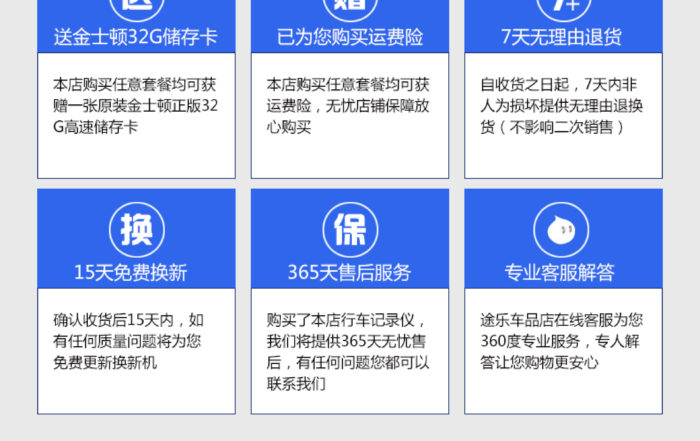 送
赠
7+
送金士顿32G储存卡
已为您购买运费险
7天无理由退货
本店购买任意套餐均可获
赠一张原装金士顿正版32
G高速储存卡
本店购买任意套餐均可获
运费险，无忧店铺保障放
心购买
自收货之日起，7天内非
人为损坏提供无理由退换
货（不影响二次销售）
换
保
15天免费换新
365天售后服务
专业客服解答
确认收货后15天内，如
有任何质量问题将为您
免费更新换新机
购买了本店行车记录仪，
我们将提供365天无忧售
后，有任何问题您都可以
联系我们
途乐车品店在线客服为您
360度专业服务，专人解
答让您购物更安心